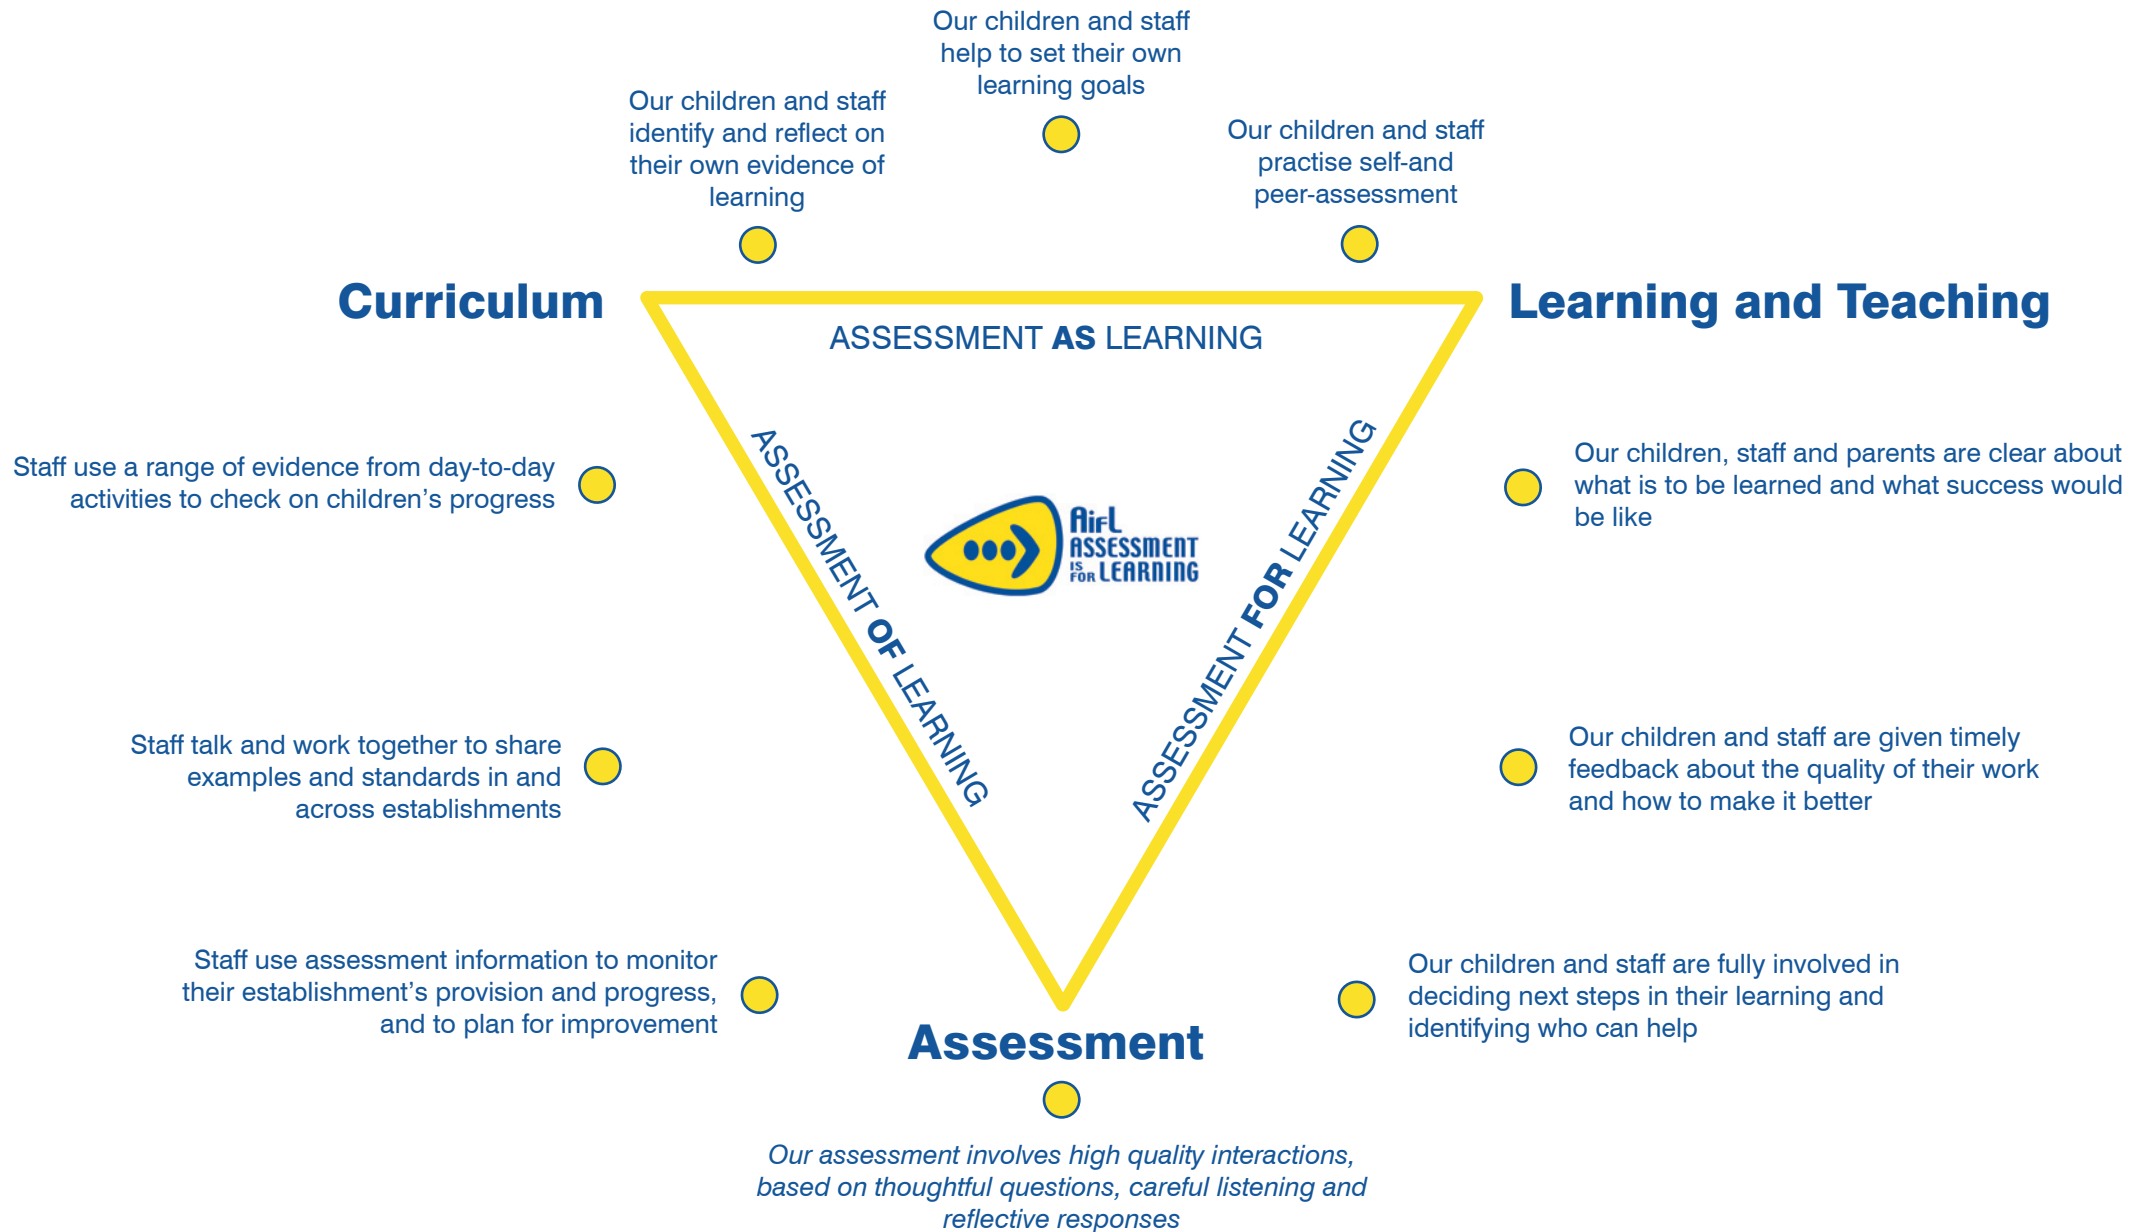 Our children and staff
help to set their own
learning goals
Our children and staff
identify and reflect on
their own evidence of
learning
Our children and staff
practise self-and
peer-assessment
Curriculum
Learning and Teaching
ASSESSMENT AS LEARNING
ASSESSMENT OF LEARNING
ASSESSMENT FOR LEARNING
AifL
ASSESSMENT
IS
FOR LEARNING
Staff use a range of evidence from day-to-day
activities to check on children’s progress
Our children, staff and parents are clear about
what is to be learned and what success would
be like
Staff talk and work together to share
examples and standards in and
across establishments
Our children and staff are given timely
feedback about the quality of their work
and how to make it better
Staff use assessment information to monitor
their establishment’s provision and progress,
and to plan for improvement
Our children and staff are fully involved in
deciding next steps in their learning and
identifying who can help
Assessment
Our assessment involves high quality interactions,
based on thoughtful questions, careful listening and
reflective responses